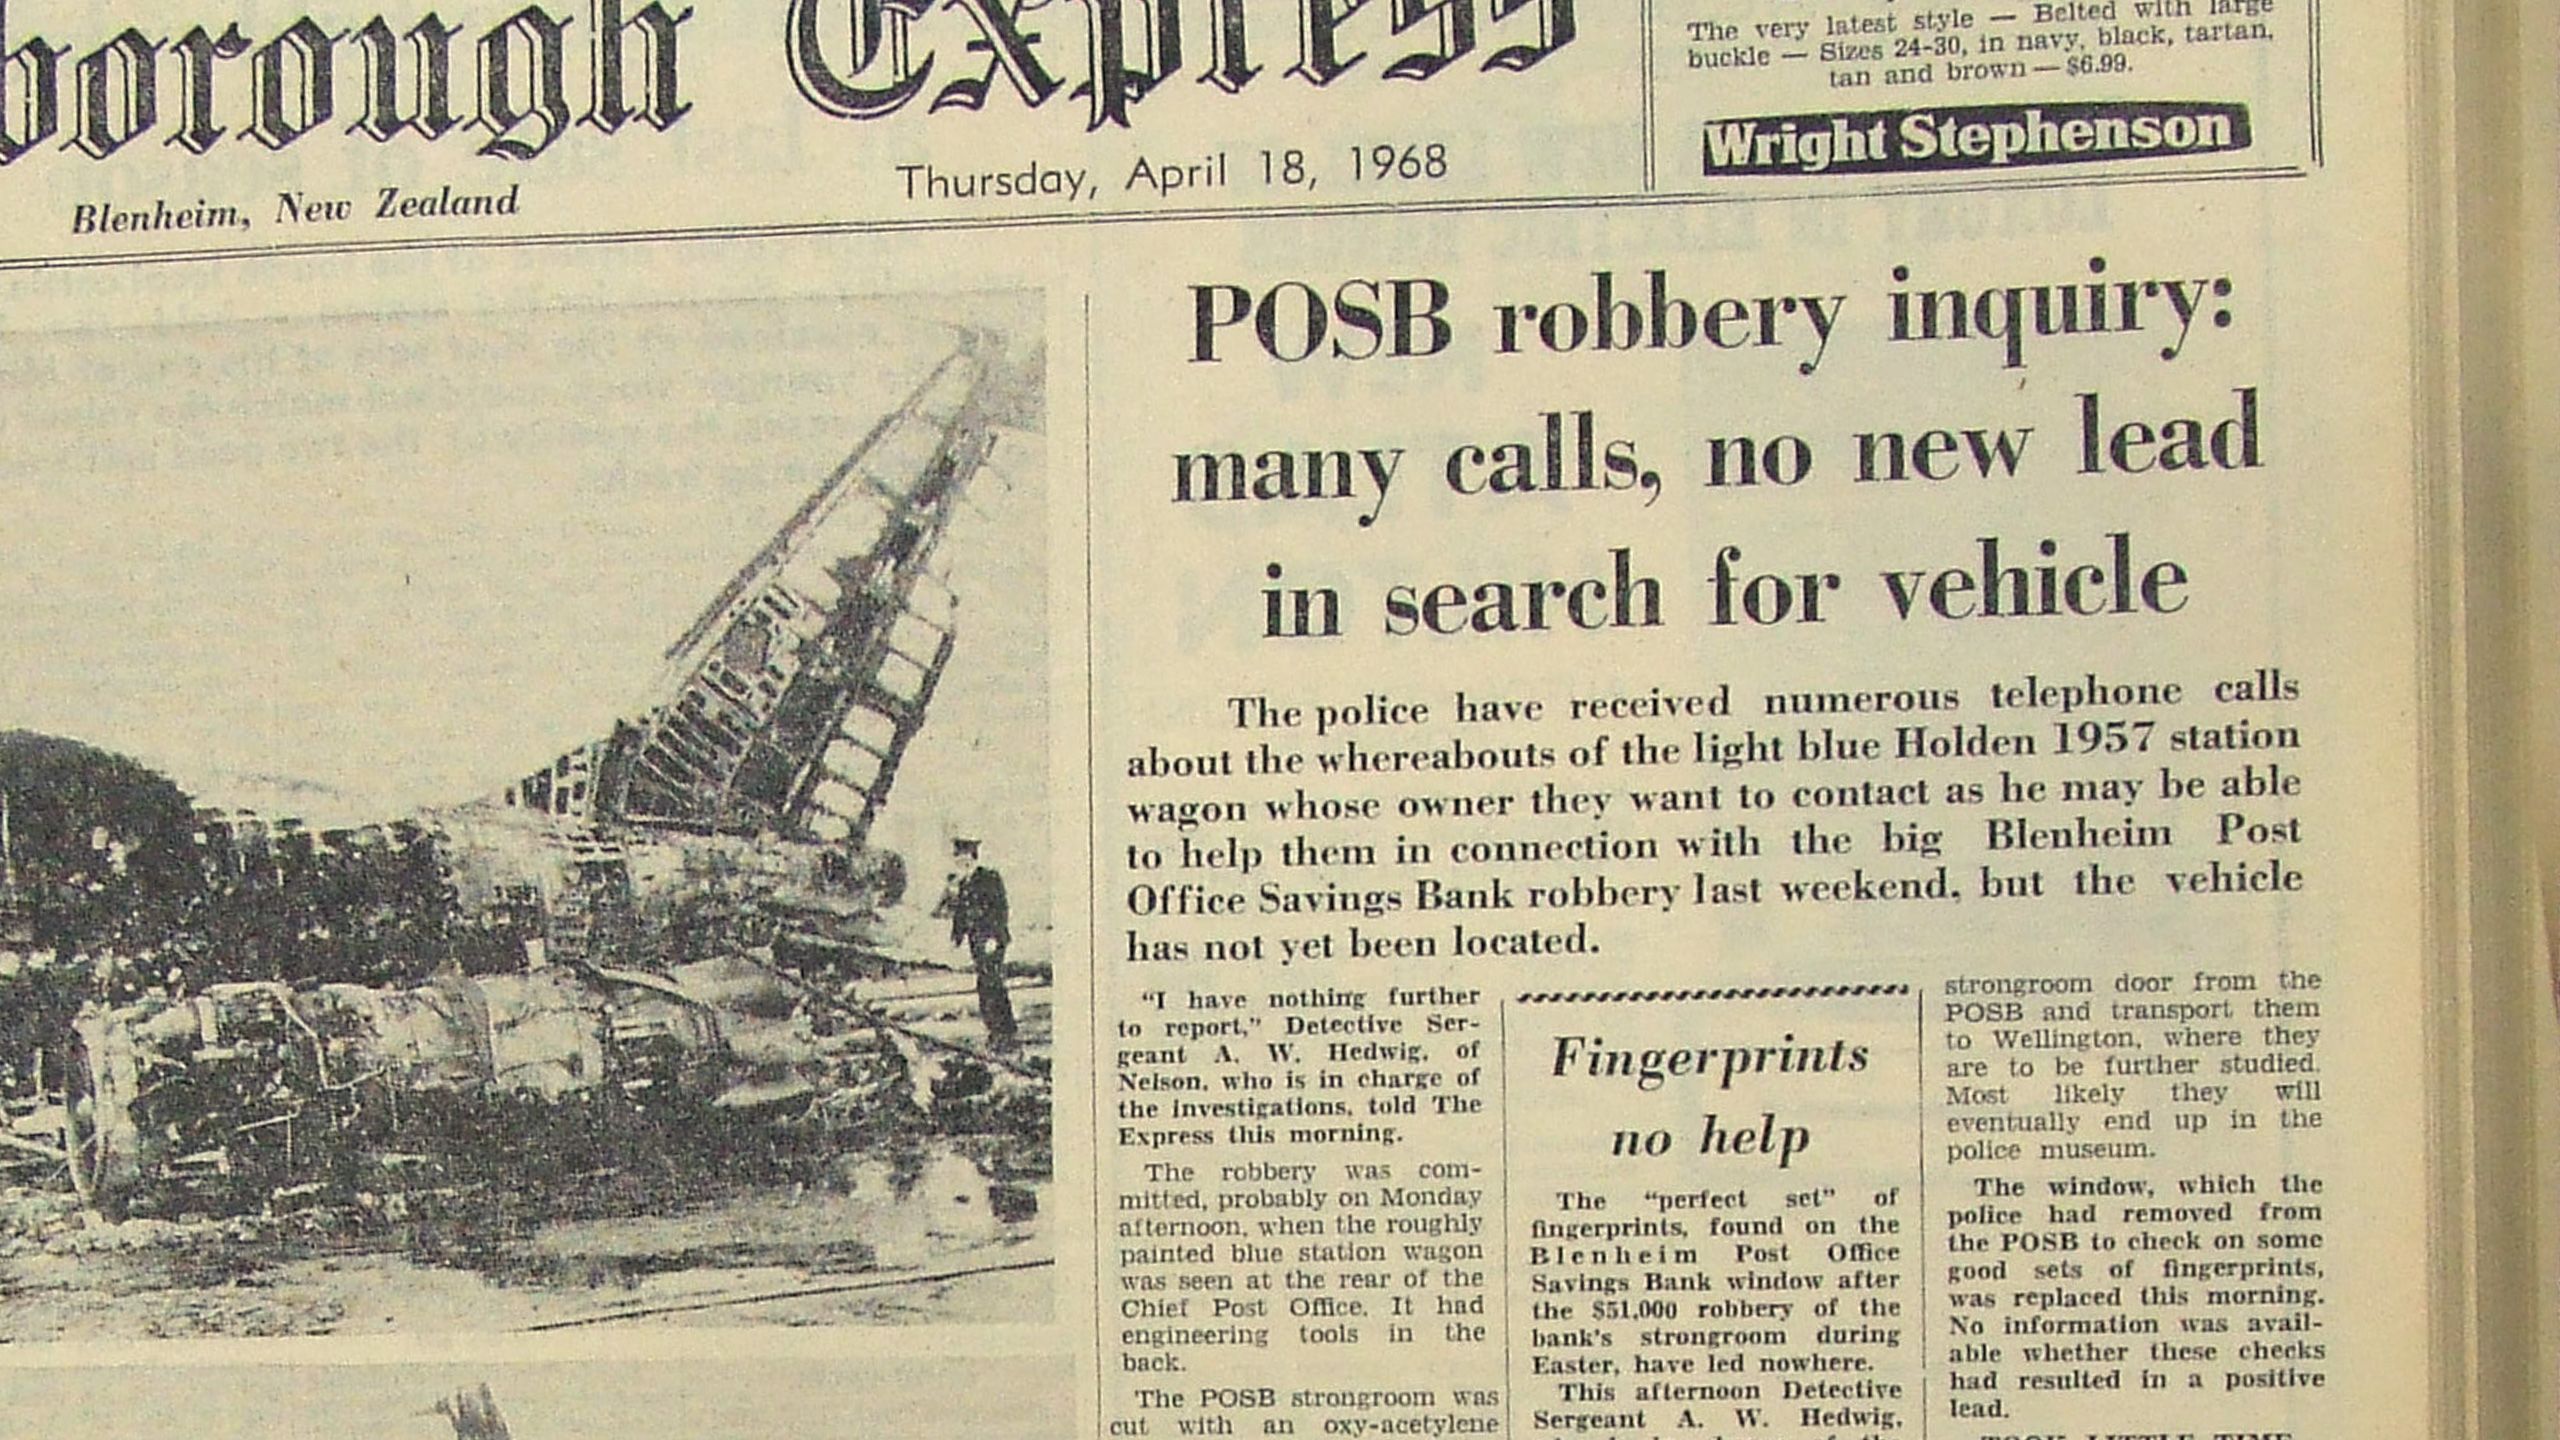 borough Express
The very latest style — Belted with large
buckle — Sizes 24-30, in navy, black, tartan,
tan and brown — $6.99.
Wright Stephenson
Blenheim, New Zealand
Thursday, April 18, 1968
POSB robbery inquiry:
many calls, no new lead
in search for vehicle
The police have received numerous telephone calls
about the whereabouts of the light blue Holden 1957 station
wagon whose owner they want to contact as he may be able
to help them in connection with the big Blenheim Post
Office Savings Bank robbery last weekend, but the vehicle
has not yet been located.
"I have nothing further
to report," Detective Ser-
geant A. W. Hedwig, of
Nelson, who is in charge of
the investigations, told The
Express this morning.
The robbery was com-
mitted, probably on Monday
afternoon, when the roughly
painted blue station wagon
was seen at the rear of the
Chief Post Office. It had
engineering tools in the
back.
The POSB strongroom was
cut with an oxy-acetylene
Fingerprints
no help
The "perfect set" of
fingerprints, found on the
Blenheim Post Office
Savings Bank window after
the $51,000 robbery of the
bank's strongroom during
Easter, have led nowhere.
This afternoon Detective
Sergeant A. W. Hedwig,
strongroom door from the
POSB and transport them
to Wellington, where they
are to be further studied.
Most likely they will
eventually end up in the
police museum.
The window, which the
police had removed from
the POSB to check on some
good sets of fingerprints,
was replaced this morning.
No information was avail-
able whether these checks
had resulted in a positive
lead.